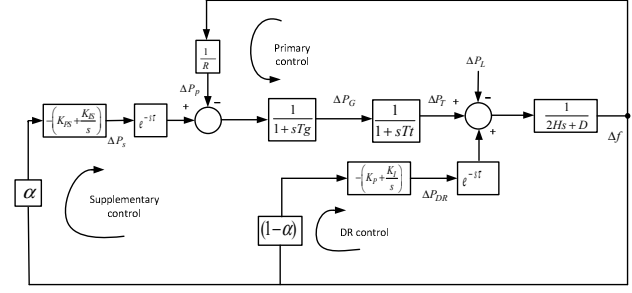 1
R
Primary
control
ΔP_p
ΔP_L
+
−
−(K_PS + K_IS/s)
ΔP_s
e^{-sτ}
1
1 + sTg
ΔP_G
1
1 + sTt
ΔP_T
+
−
+
1
2Hs + D
Δf
α
Supplementary
control
−(K_P + K_I/s)
ΔP_DR
e^{-sτ}
(1−α)
DR control